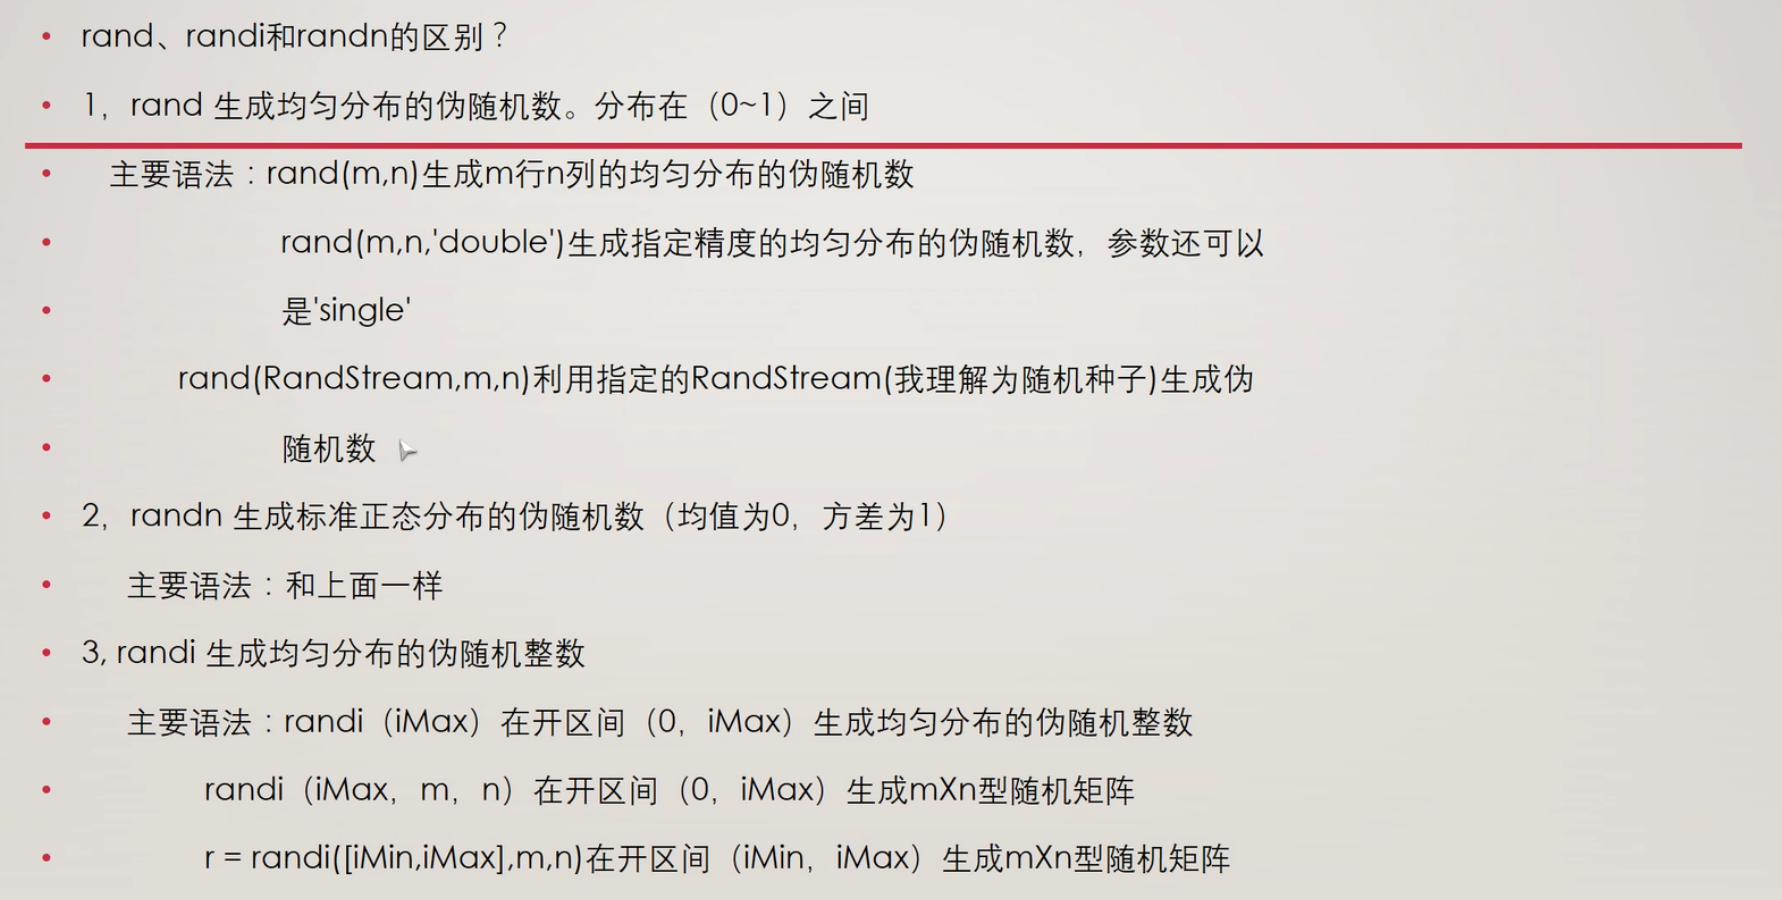 rand、randi和randn的区别？
1，rand 生成均匀分布的伪随机数。分布在（0~1）之间
主要语法：rand(m,n)生成m行n列的均匀分布的伪随机数
rand(m,n,'double')生成指定精度的均匀分布的伪随机数，参数还可以
是'single'
rand(RandStream,m,n)利用指定的RandStream(我理解为随机种子)生成伪
随机数
2，randn 生成标准正态分布的伪随机数（均值为0，方差为1）
主要语法：和上面一样
3, randi 生成均匀分布的伪随机整数
主要语法：randi（iMax）在开区间（0，iMax）生成均匀分布的伪随机整数
randi（iMax，m，n）在开区间（0，iMax）生成mXn型随机矩阵
r = randi([iMin,iMax],m,n)在开区间（iMin，iMax）生成mXn型随机矩阵